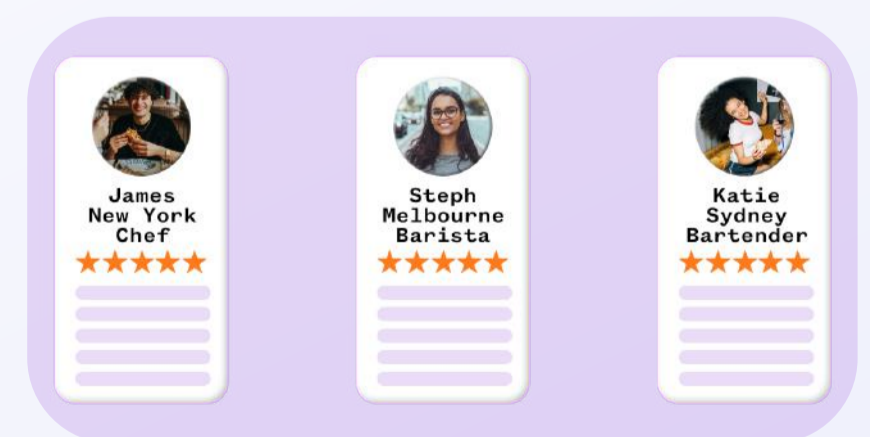 James
New York
Chef
Steph
Melbourne
Barista
Katie
Sydney
Bartender